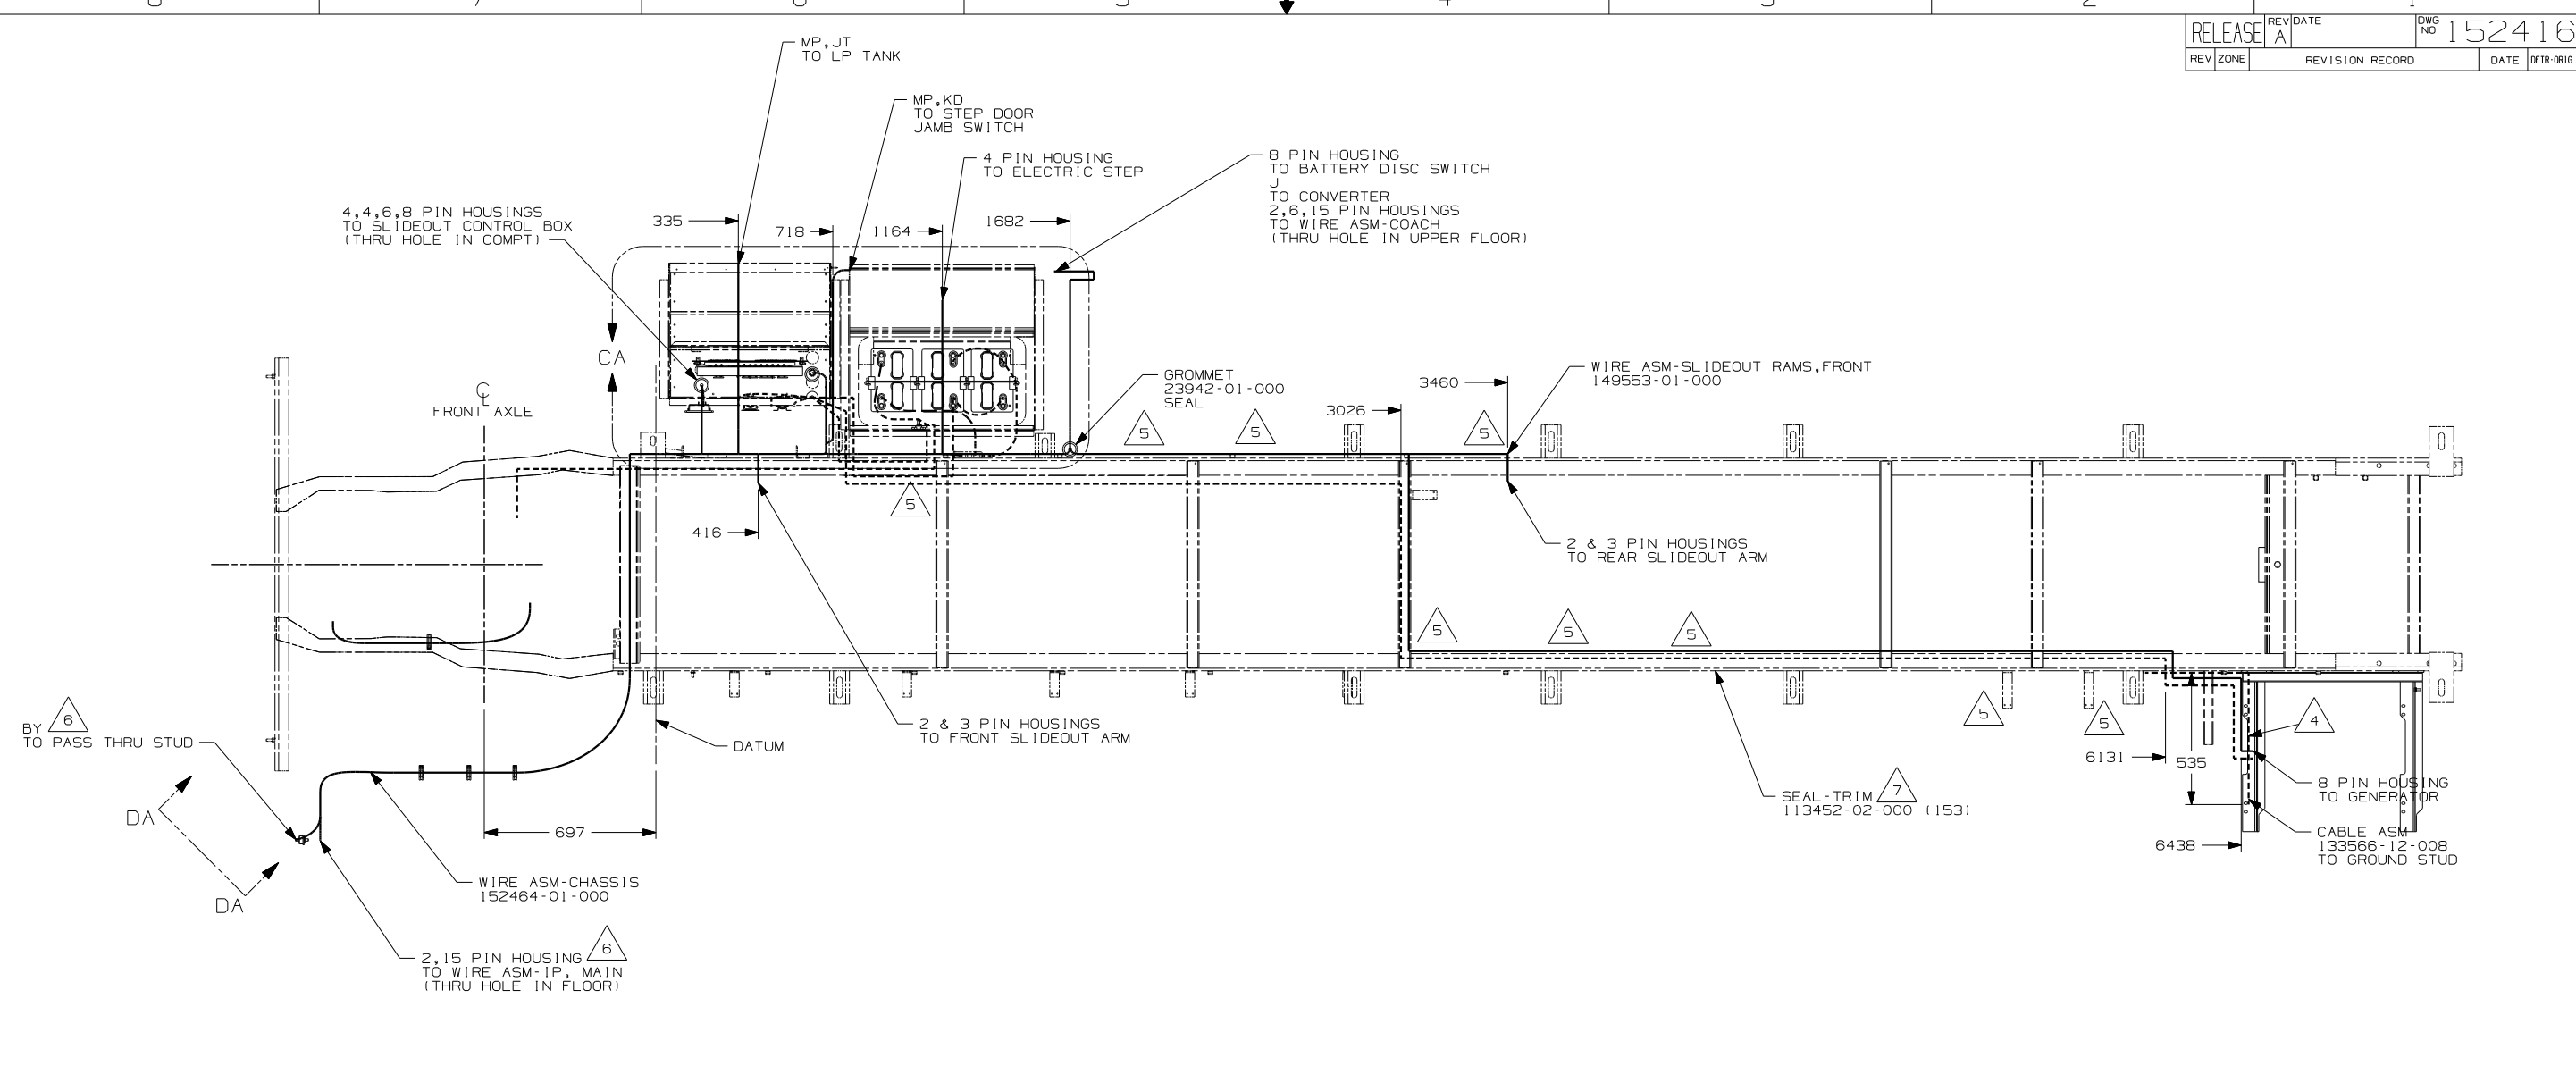 RELEASE
REV
A
DATE
DWG
NO
152416
REV
ZONE
REVISION RECORD
DATE
DFTR-ORIG
MP,JT
TO LP TANK
MP,KD
TO STEP DOOR
JAMB SWITCH
4 PIN HOUSING
TO ELECTRIC STEP
8 PIN HOUSING
TO BATTERY DISC SWITCH
J
TO CONVERTER
2,6,15 PIN HOUSINGS
TO WIRE ASM-COACH
(THRU HOLE IN UPPER FLOOR)
4,4,6,8 PIN HOUSINGS
TO SLIDEOUT CONTROL BOX
(THRU HOLE IN COMPT)
335
718
1164
1682
CA
CL
FRONT AXLE
GROMMET
23942-01-000
SEAL
WIRE ASM-SLIDEOUT RAMS,FRONT
149553-01-000
3460
3026
5
5
5
5
416
2 & 3 PIN HOUSINGS
TO REAR SLIDEOUT ARM
5
5
5
BY
6
TO PASS THRU STUD
2 & 3 PIN HOUSINGS
TO FRONT SLIDEOUT ARM
DATUM
5
5
4
6131
535
8 PIN HOUSING
TO GENERATOR
SEAL-TRIM
7
113452-02-000 (153)
DA
DA
697
6438
CABLE ASM
133566-12-008
TO GROUND STUD
WIRE ASM-CHASSIS
152464-01-000
2,15 PIN HOUSING
6
TO WIRE ASM-IP, MAIN
(THRU HOLE IN FLOOR)